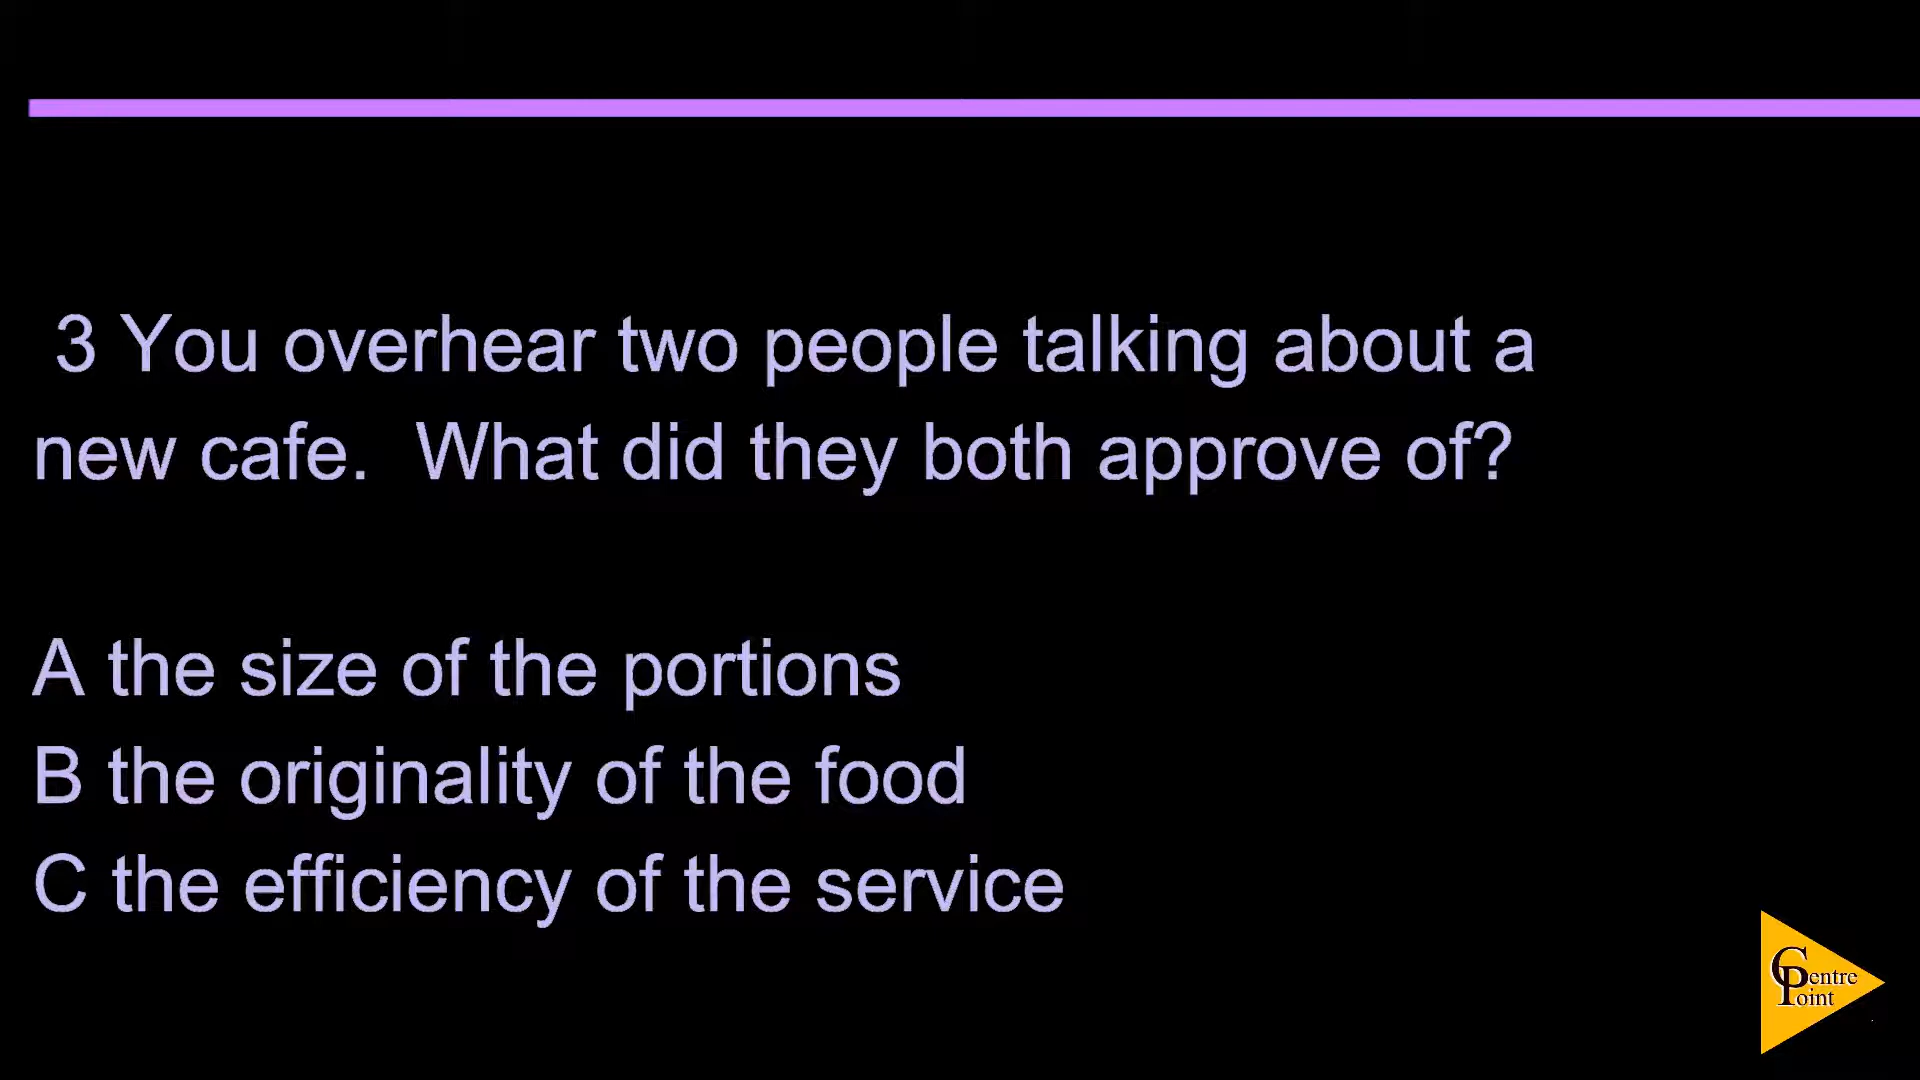 3 You overhear two people talking about a
new cafe.  What did they both approve of?
A the size of the portions
B the originality of the food
C the efficiency of the service
Centre
Point